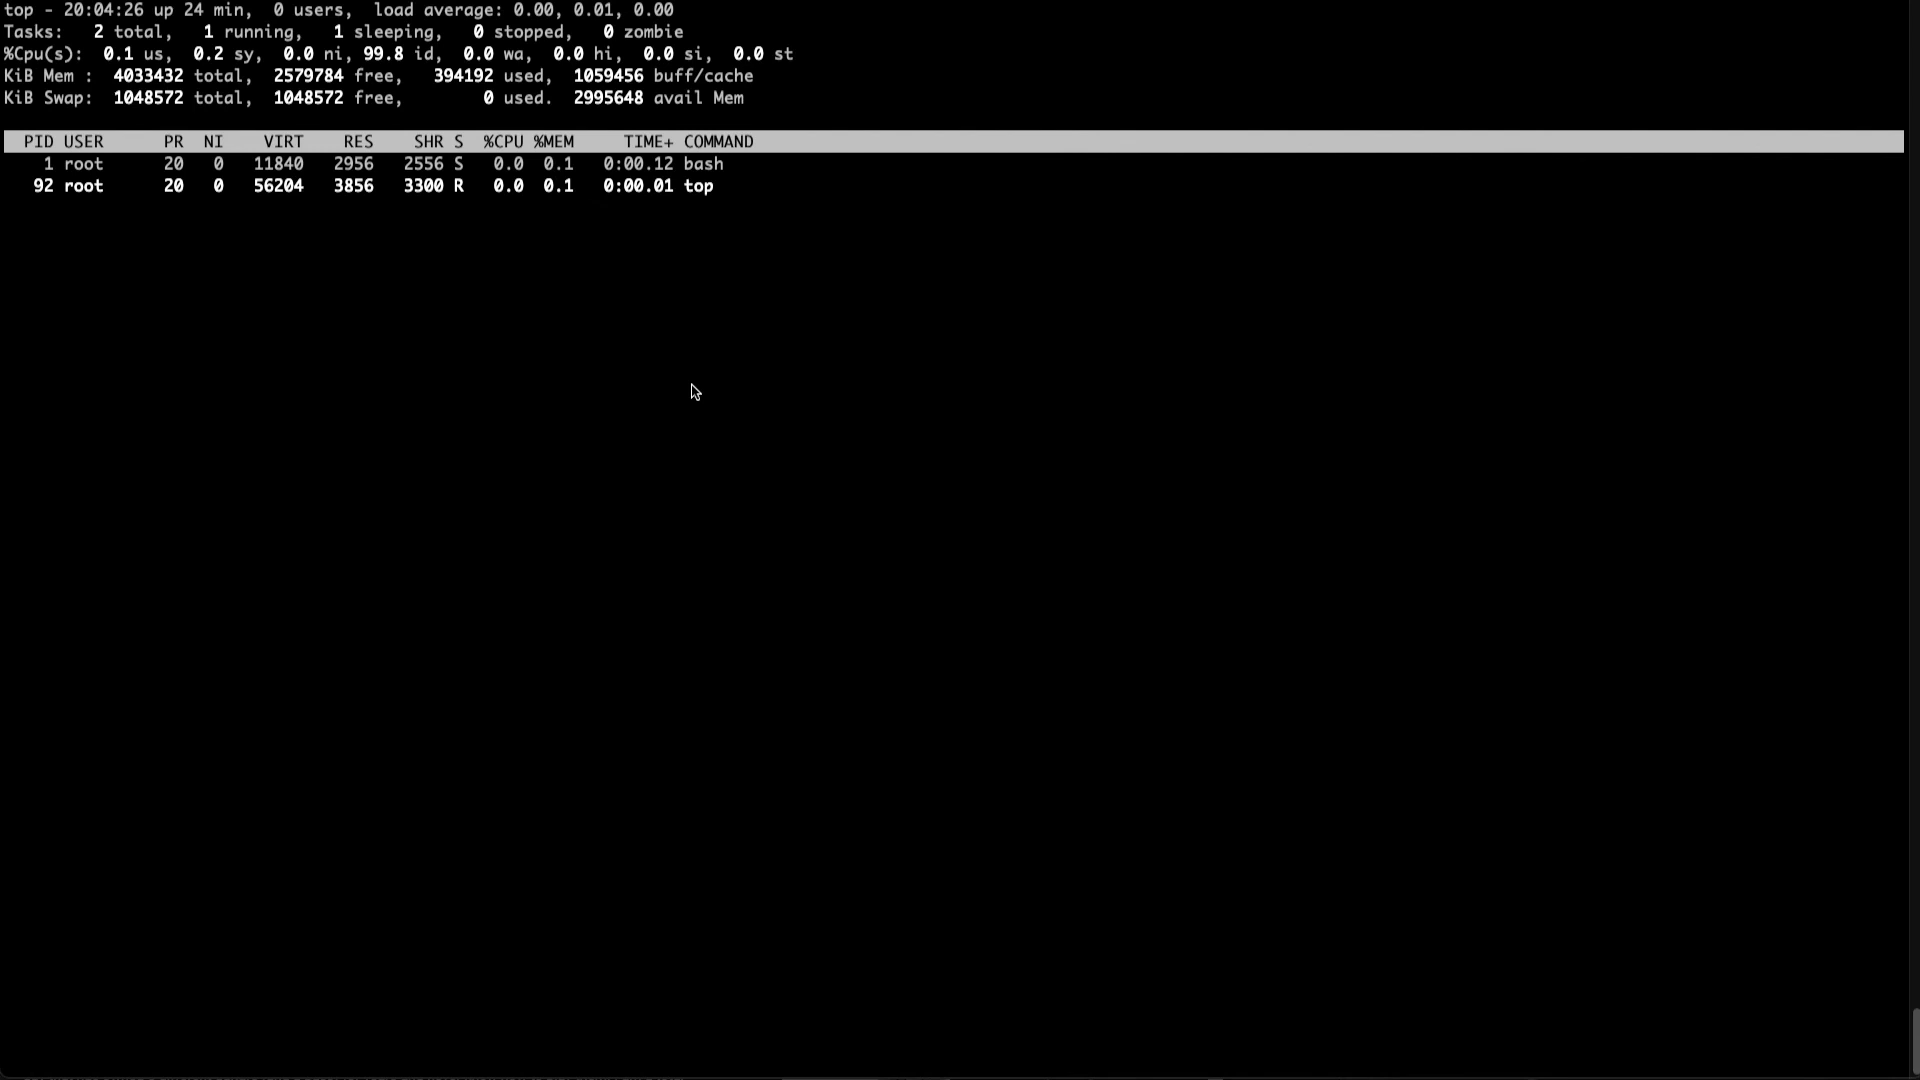 top - 20:04:26 up 24 min,  0 users,  load average: 0.00, 0.01, 0.00
Tasks:   2 total,   1 running,   1 sleeping,   0 stopped,   0 zombie
%Cpu(s):  0.1 us,  0.2 sy,  0.0 ni, 99.8 id,  0.0 wa,  0.0 hi,  0.0 si,  0.0 st
KiB Mem :  4033432 total,  2579784 free,   394192 used,  1059456 buff/cache
KiB Swap:  1048572 total,  1048572 free,        0 used.  2995648 avail Mem
  PID USER      PR  NI    VIRT    RES    SHR S  %CPU %MEM     TIME+ COMMAND
    1 root      20   0   11840   2956   2556 S   0.0  0.1   0:00.12 bash
   92 root      20   0   56204   3856   3300 R   0.0  0.1   0:00.01 top